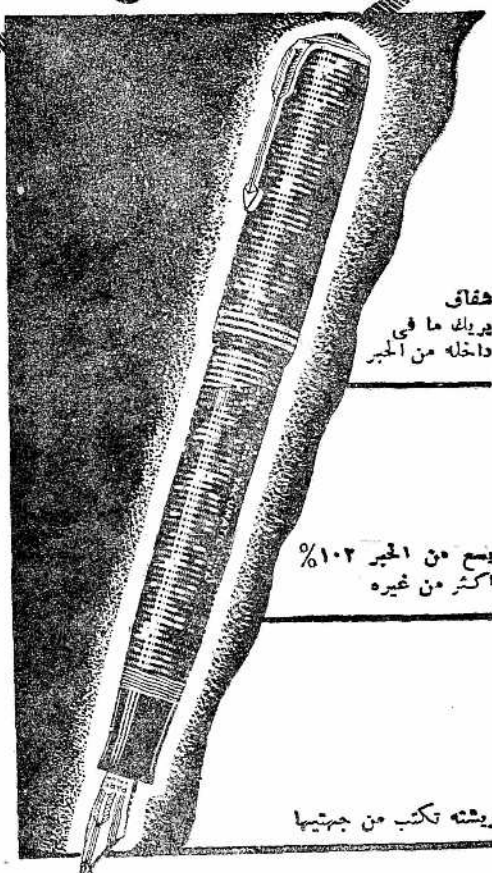 شفاف
يريك ما في
داخله من الحبر
يسع من الحبر ١٠٢%
اكثر من غيره
ريشته تكتب من جهتيها